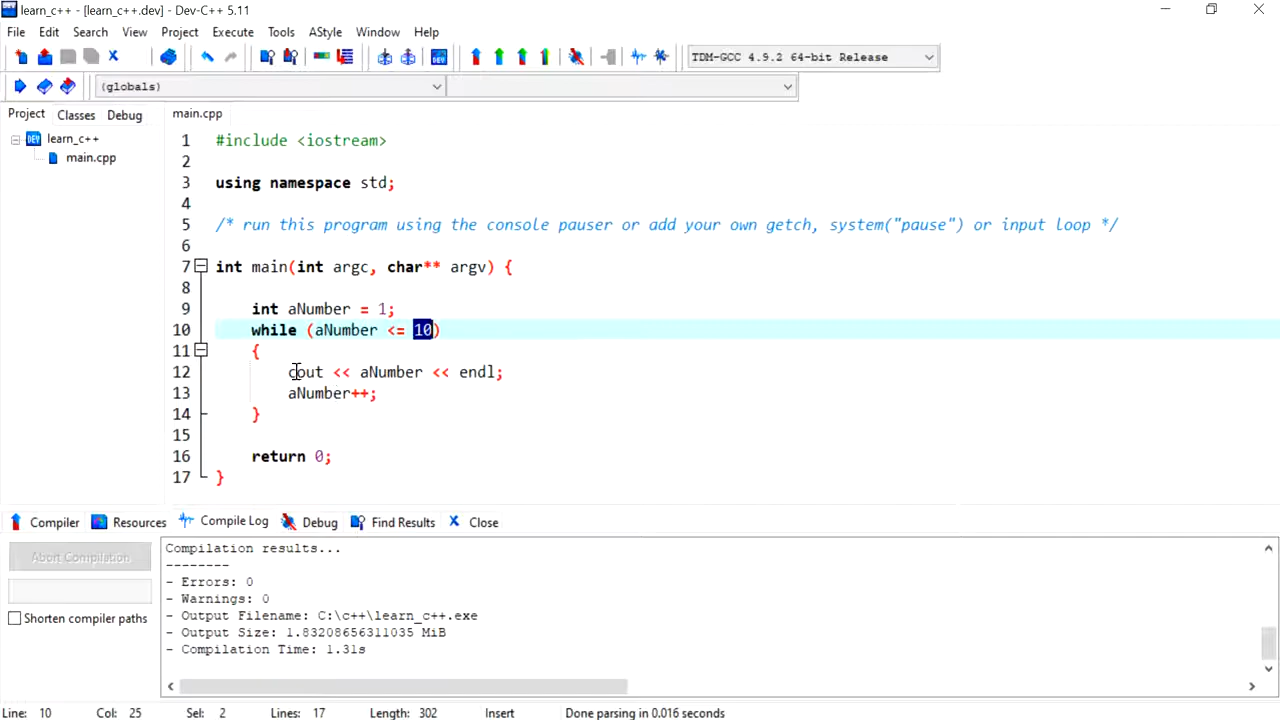 learn_c++ - [learn_c++.dev] - Dev-C++ 5.11
File Edit Search View Project Execute Tools AStyle Window Help
TDM-GCC 4.9.2 64-bit Release
(globals)
Project Classes Debug
main.cpp
learn_c++
main.cpp
1 #include <iostream>
2
3 using namespace std;
4
5 /* run this program using the console pauser or add your own getch, system("pause") or input loop */
6
7 int main(int argc, char** argv) {
8
9 int aNumber = 1;
10 while (aNumber <= 10)
11 {
12 cout << aNumber << endl;
13 aNumber++;
14 }
15
16 return 0;
17 }
Compiler Resources Compile Log Debug Find Results Close
Abort Compilation
Shorten compiler paths
Compilation results...
--------
- Errors: 0
- Warnings: 0
- Output Filename: C:\c++\learn_c++.exe
- Output Size: 1.83208656311035 MiB
- Compilation Time: 1.31s
Line: 10 Col: 25 Sel: 2 Lines: 17 Length: 302 Insert Done parsing in 0.016 seconds